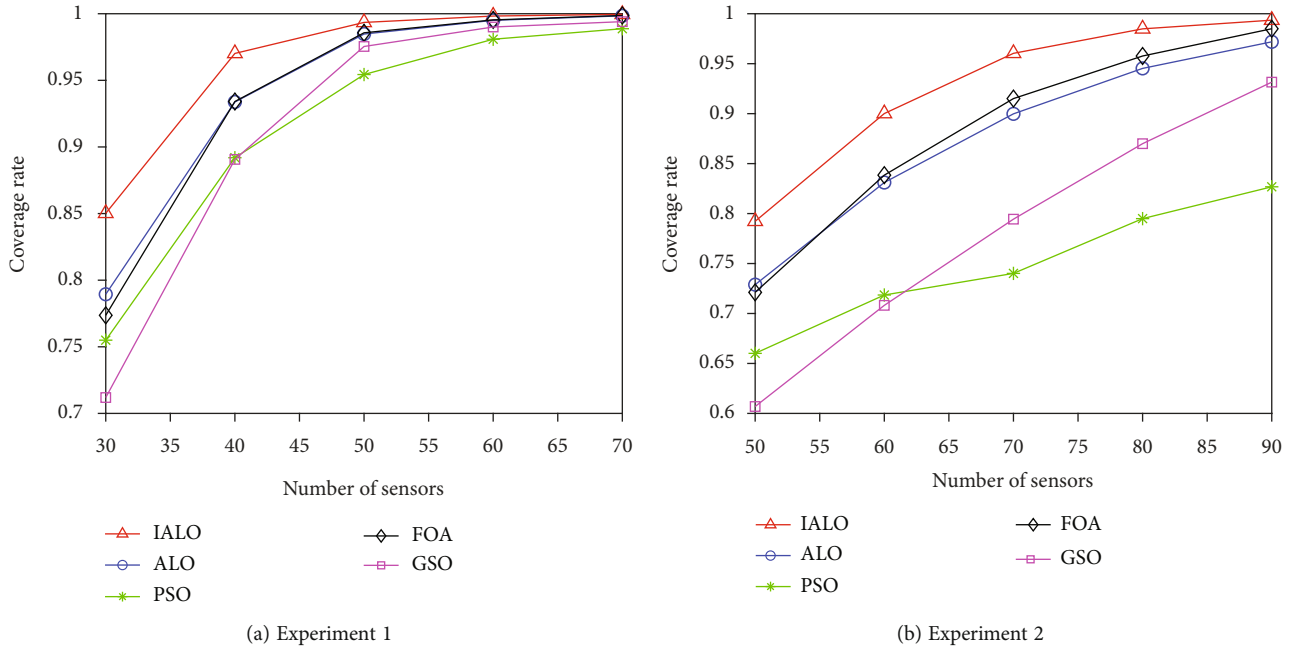 1
0.95
0.9
0.85
0.8
0.75
0.7
Coverage rate
30 35 40 45 50 55 60 65 70
Number of sensors
IALO
ALO
PSO
FOA
GSO
(a) Experiment 1
1
0.95
0.9
0.85
0.8
0.75
0.7
0.65
0.6
Coverage rate
50 55 60 65 70 75 80 85 90
Number of sensors
IALO
ALO
PSO
FOA
GSO
(b) Experiment 2